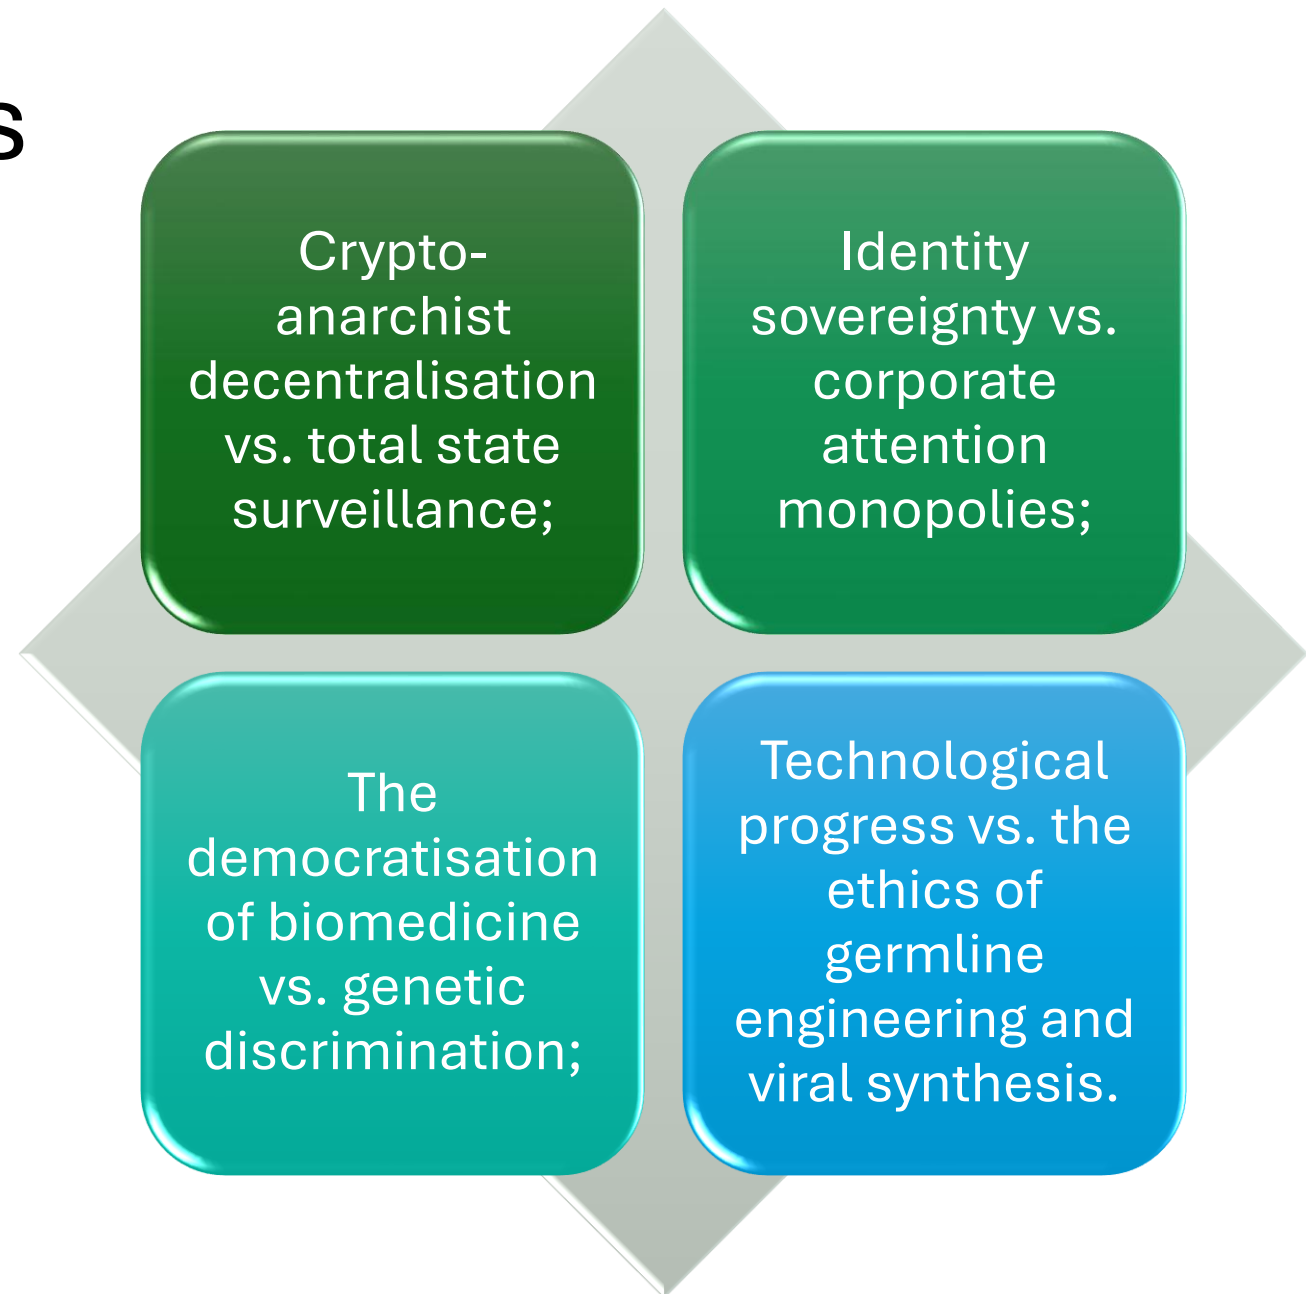 s
Crypto-
anarchist
decentralisation
vs. total state
surveillance;
Identity
sovereignty vs.
corporate
attention
monopolies;
The
democratisation
of biomedicine
vs. genetic
discrimination;
Technological
progress vs. the
ethics of
germline
engineering and
viral synthesis.